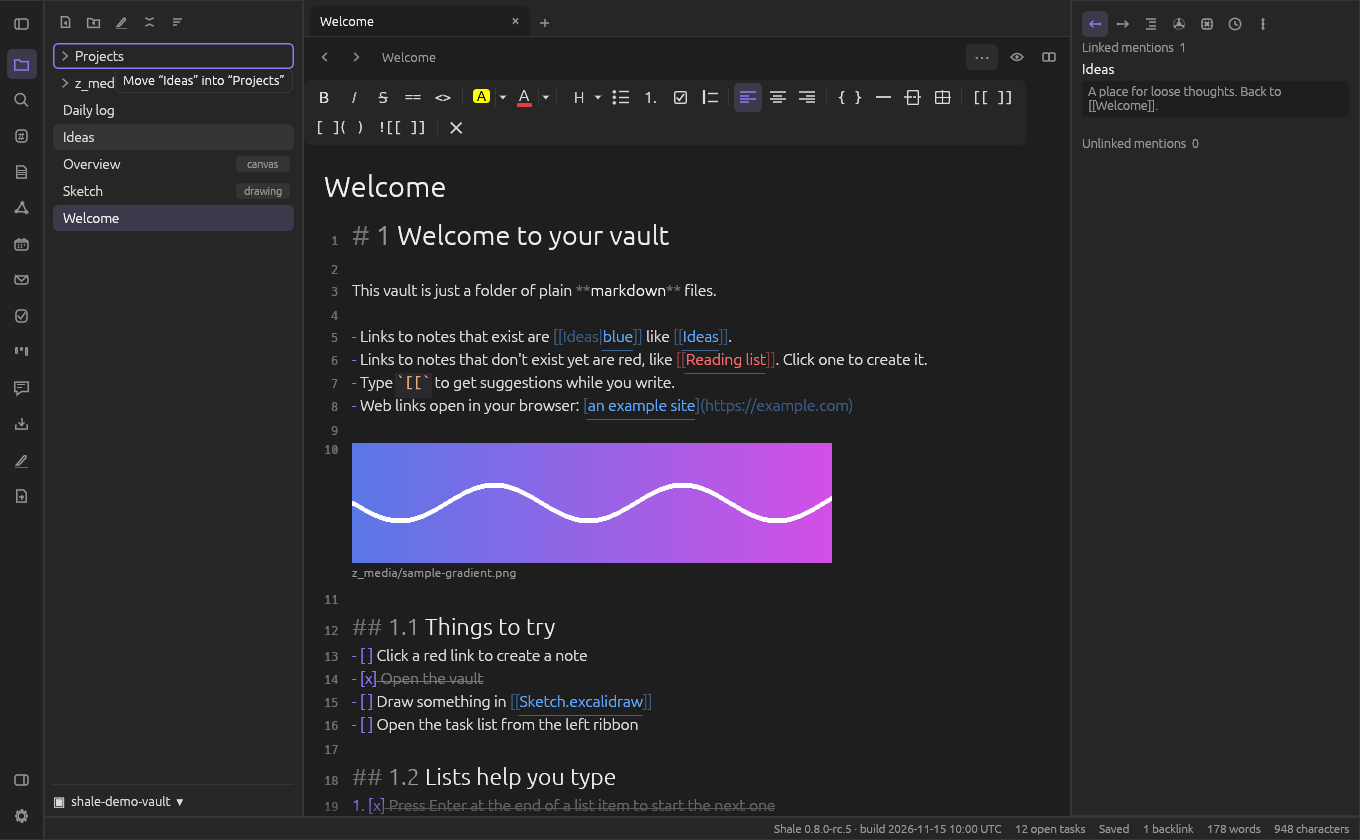 Welcome
Projects
z_med
Move “Ideas” into “Projects”
Daily log
Ideas
Overview
canvas
Sketch
drawing
Welcome
shale-demo-vault
Welcome
B I S == <> A A H 1. { } [[ ]]
[ ]( ) ![[ ]]
Welcome
1 # 1 Welcome to your vault
2
3 This vault is just a folder of plain **markdown** files.
4
5 - Links to notes that exist are [[Ideas|blue]] like [[Ideas]].
6 - Links to notes that don't exist yet are red, like [[Reading list]]. Click one to create it.
7 - Type `[[` to get suggestions while you write.
8 - Web links open in your browser: [an example site](https://example.com)
9
10
z_media/sample-gradient.png
11
12 ## 1.1 Things to try
13 - [ ] Click a red link to create a note
14 - [x] Open the vault
15 - [ ] Draw something in [[Sketch.excalidraw]]
16 - [ ] Open the task list from the left ribbon
17
18 ## 1.2 Lists help you type
19 1. [x] Press Enter at the end of a list item to start the next one
Linked mentions 1
Ideas
A place for loose thoughts. Back to
[[Welcome]].
Unlinked mentions 0
Shale 0.8.0-rc.5 · build 2026-11-15 10:00 UTC 12 open tasks Saved 1 backlink 178 words 948 characters